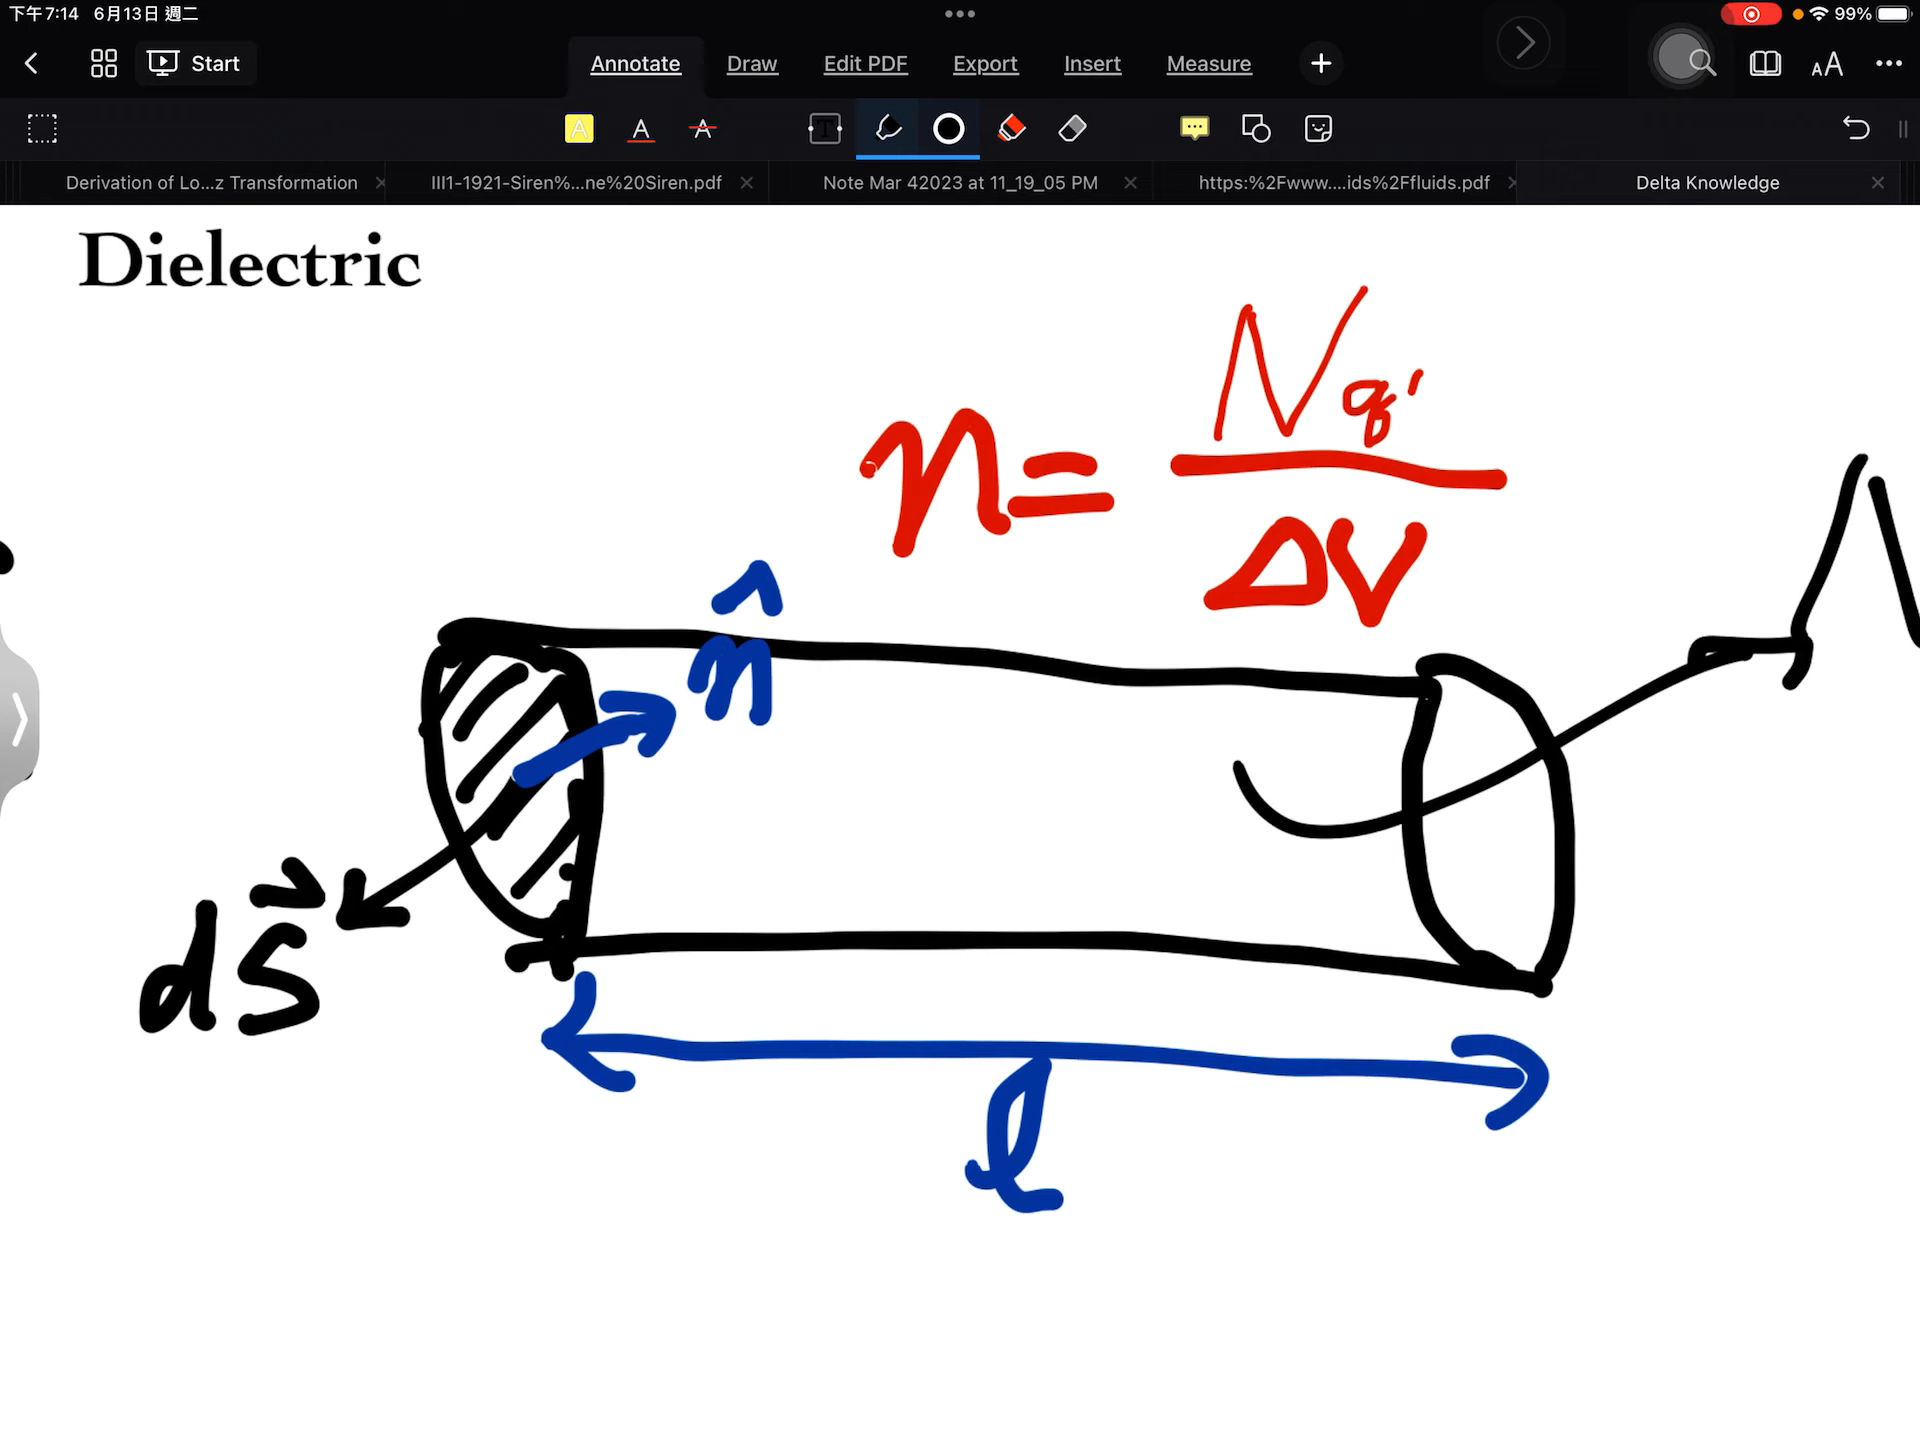 下午7:14 6月13日 週二
99%
Start
Annotate Draw Edit PDF Export Insert Measure
A A A T
AA
Derivation of Lo...z Transformation
III1-1921-Siren%...ne%20Siren.pdf
Note Mar 42023 at 11_19_05 PM
https:%2Fwww....ids%2Ffluids.pdf
Delta Knowledge
Dielectric
n = Nq' / ΔV
n̂
dS⃗
ℓ